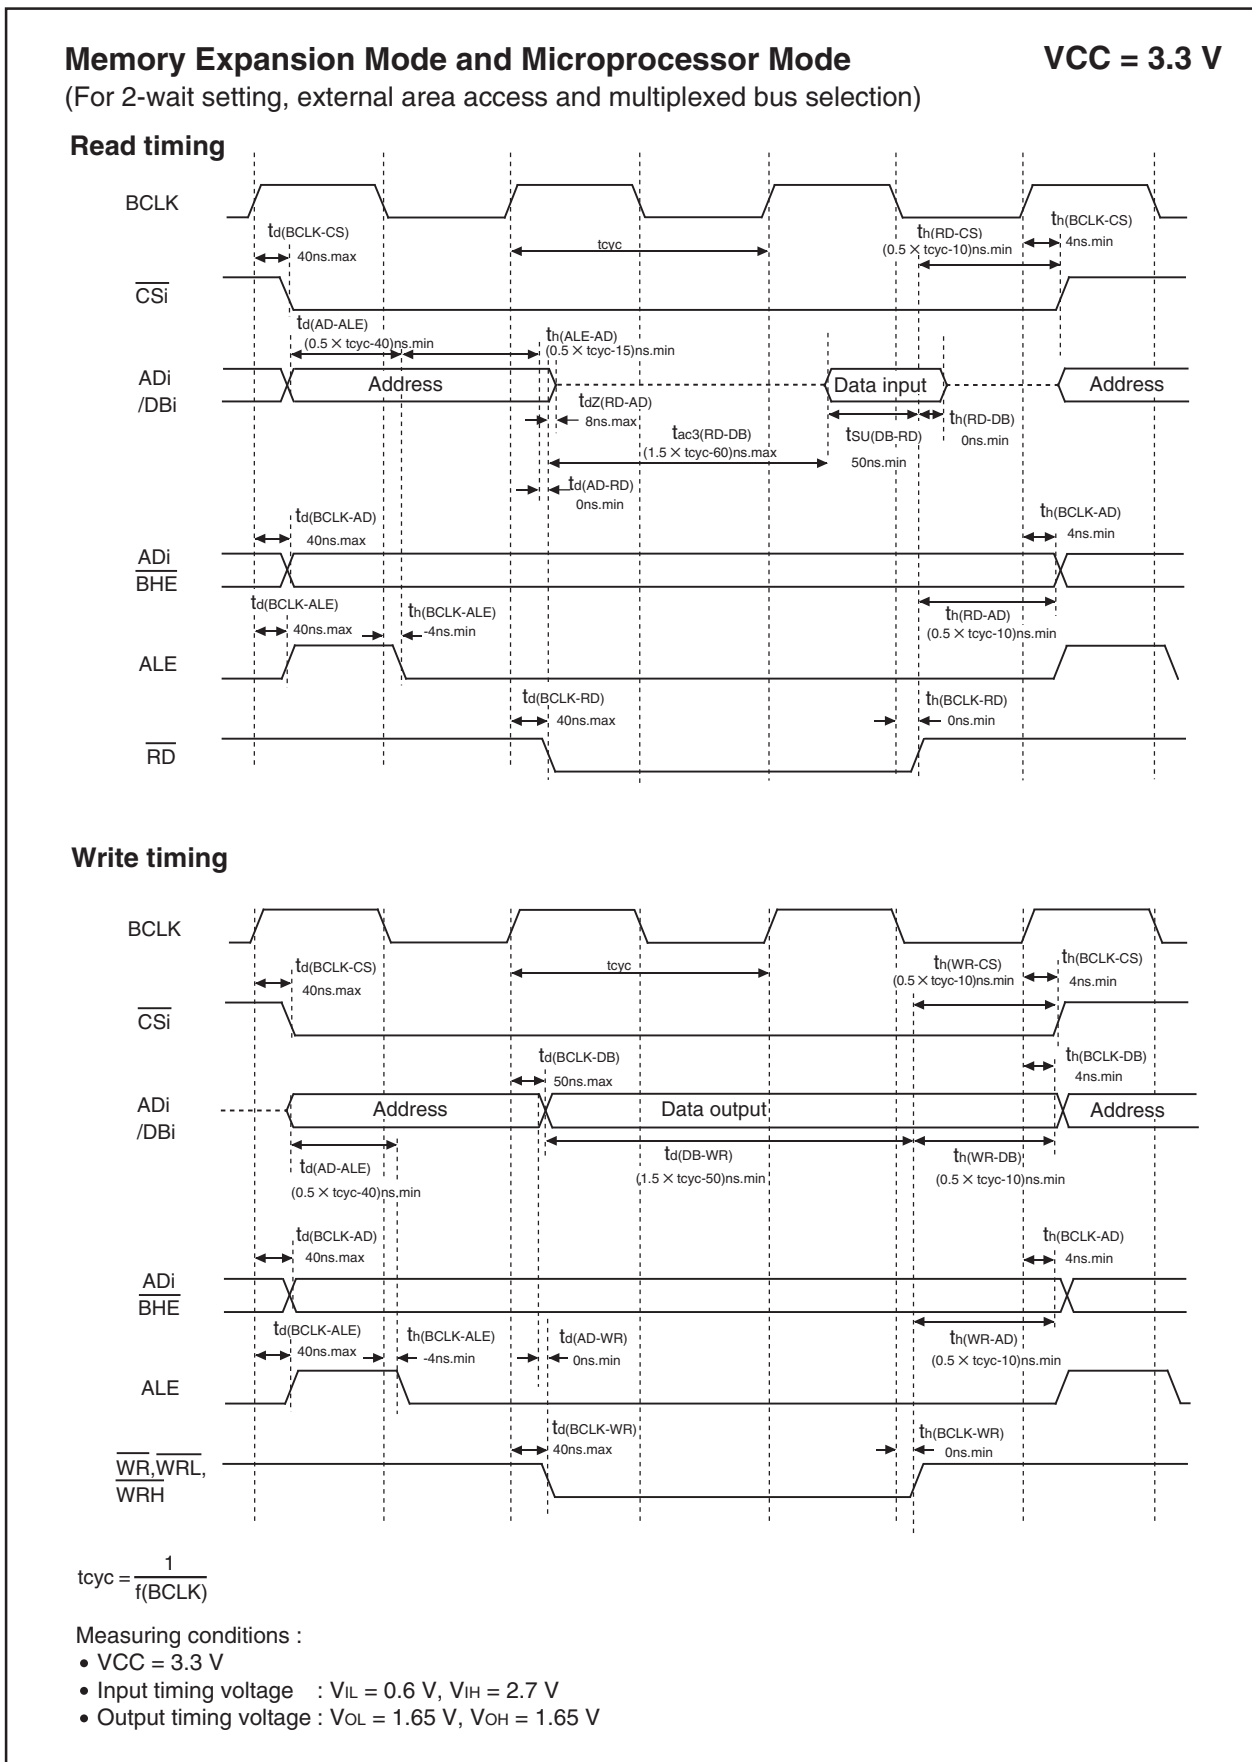 Memory Expansion Mode and Microprocessor Mode VCC = 3.3 V
(For 2-wait setting, external area access and multiplexed bus selection)
Read timing
BCLK
td(BCLK-CS)
40ns.max
tcyc
th(RD-CS)
(0.5 × tcyc-10)ns.min
th(BCLK-CS)
4ns.min
CSi
td(AD-ALE)
(0.5 × tcyc-40)ns.min
th(ALE-AD)
(0.5 × tcyc-15)ns.min
ADi
/DBi
Address
Data input
Address
tdZ(RD-AD)
8ns.max
tac3(RD-DB)
(1.5 × tcyc-60)ns.max
tSU(DB-RD)
50ns.min
th(RD-DB)
0ns.min
td(AD-RD)
0ns.min
td(BCLK-AD)
40ns.max
th(BCLK-AD)
4ns.min
ADi
BHE
td(BCLK-ALE)
40ns.max
th(BCLK-ALE)
-4ns.min
th(RD-AD)
(0.5 × tcyc-10)ns.min
ALE
td(BCLK-RD)
40ns.max
th(BCLK-RD)
0ns.min
RD
Write timing
BCLK
td(BCLK-CS)
40ns.max
tcyc
th(WR-CS)
(0.5 × tcyc-10)ns.min
th(BCLK-CS)
4ns.min
CSi
td(BCLK-DB)
50ns.max
th(BCLK-DB)
4ns.min
ADi
/DBi
Address
Data output
Address
td(AD-ALE)
(0.5 × tcyc-40)ns.min
td(DB-WR)
(1.5 × tcyc-50)ns.min
th(WR-DB)
(0.5 × tcyc-10)ns.min
td(BCLK-AD)
40ns.max
th(BCLK-AD)
4ns.min
ADi
BHE
td(BCLK-ALE)
40ns.max
th(BCLK-ALE)
-4ns.min
td(AD-WR)
0ns.min
th(WR-AD)
(0.5 × tcyc-10)ns.min
ALE
td(BCLK-WR)
40ns.max
th(BCLK-WR)
0ns.min
WR,WRL,
WRH
tcyc = 1
f(BCLK)
Measuring conditions :
• VCC = 3.3 V
• Input timing voltage : VIL = 0.6 V, VIH = 2.7 V
• Output timing voltage : VOL = 1.65 V, VOH = 1.65 V